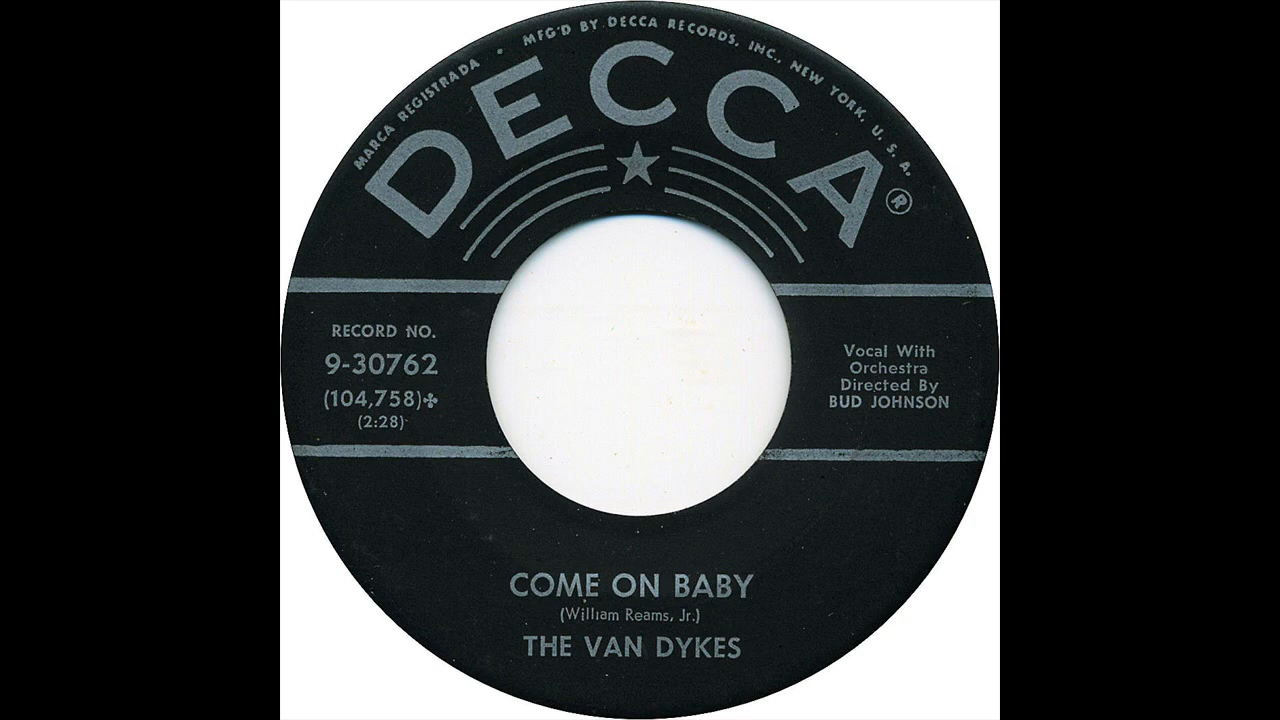 MARCA REGISTRADA • MFG'D BY DECCA RECORDS, INC., NEW YORK, U. S. A.
DECCA®
RECORD NO.
9-30762
(104,758)✤
(2:28)
Vocal With
Orchestra
Directed By
BUD JOHNSON
COME ON BABY
(William Reams, Jr.)
THE VAN DYKES